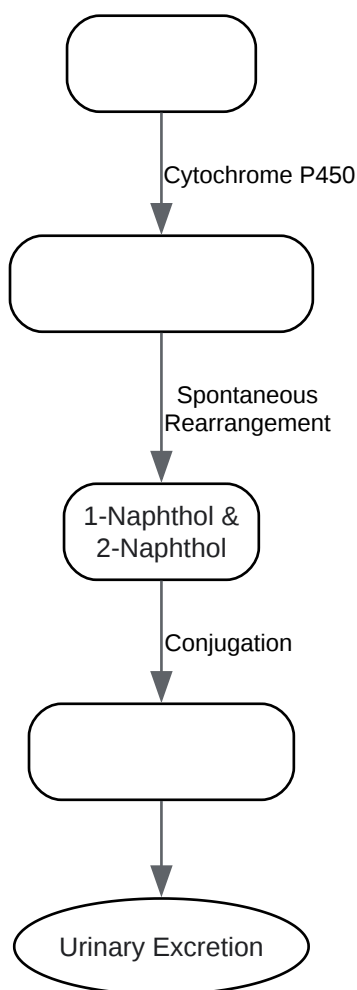 Cytochrome P450
Spontaneous
Rearrangement
1-Naphthol &
2-Naphthol
Conjugation
Urinary Excretion